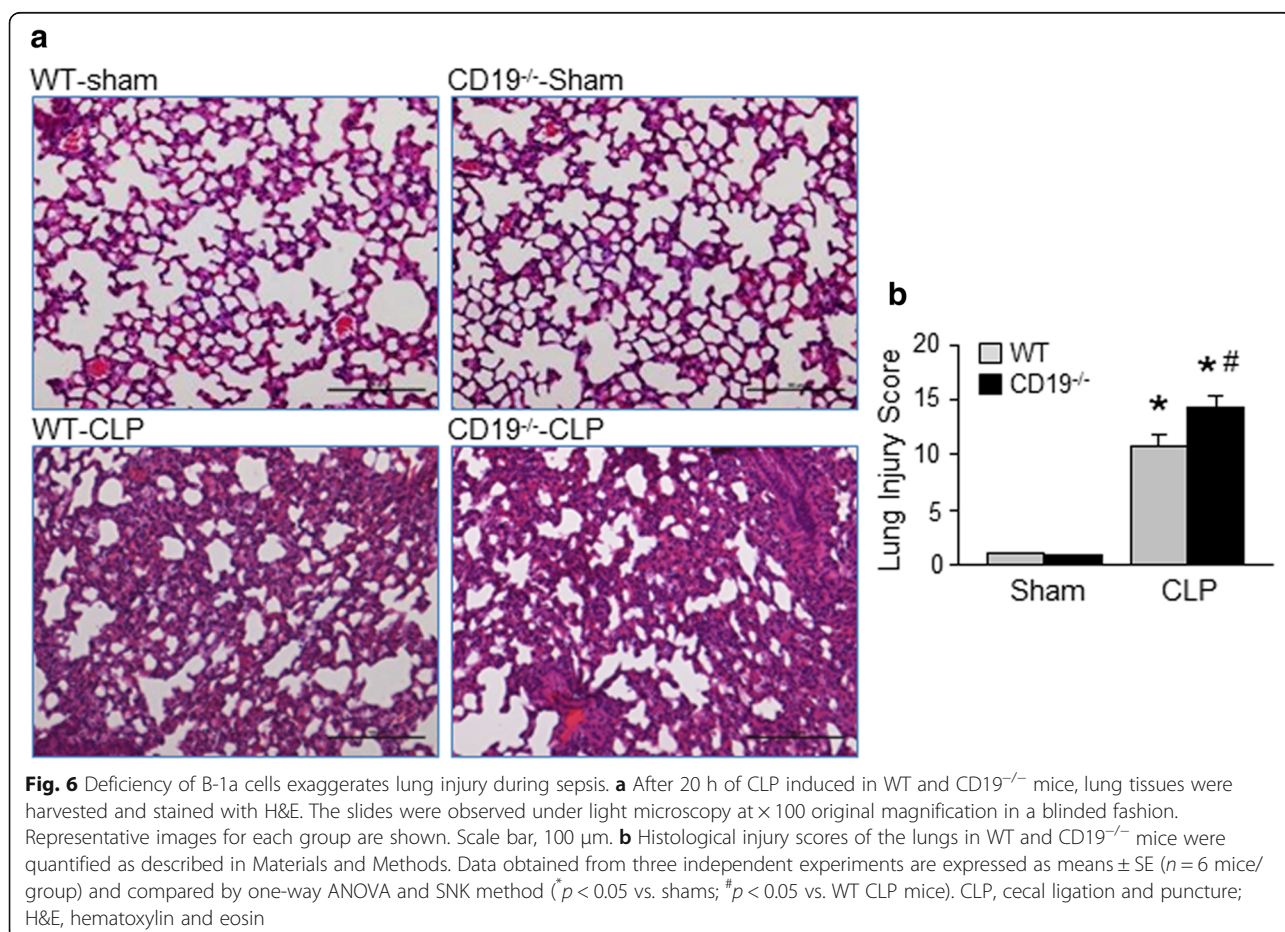 a
WT-sham
CD19-/--Sham
WT-CLP
CD19-/--CLP
b
Lung Injury Score
20
15
10
5
0
WT
CD19-/-
*
* #
Sham
CLP
Fig. 6 Deficiency of B-1a cells exaggerates lung injury during sepsis. a After 20 h of CLP induced in WT and CD19−/− mice, lung tissues were
harvested and stained with H&E. The slides were observed under light microscopy at × 100 original magnification in a blinded fashion.
Representative images for each group are shown. Scale bar, 100 μm. b Histological injury scores of the lungs in WT and CD19−/− mice were
quantified as described in Materials and Methods. Data obtained from three independent experiments are expressed as means ± SE (n = 6 mice/
group) and compared by one-way ANOVA and SNK method (*p < 0.05 vs. shams; #p < 0.05 vs. WT CLP mice). CLP, cecal ligation and puncture;
H&E, hematoxylin and eosin